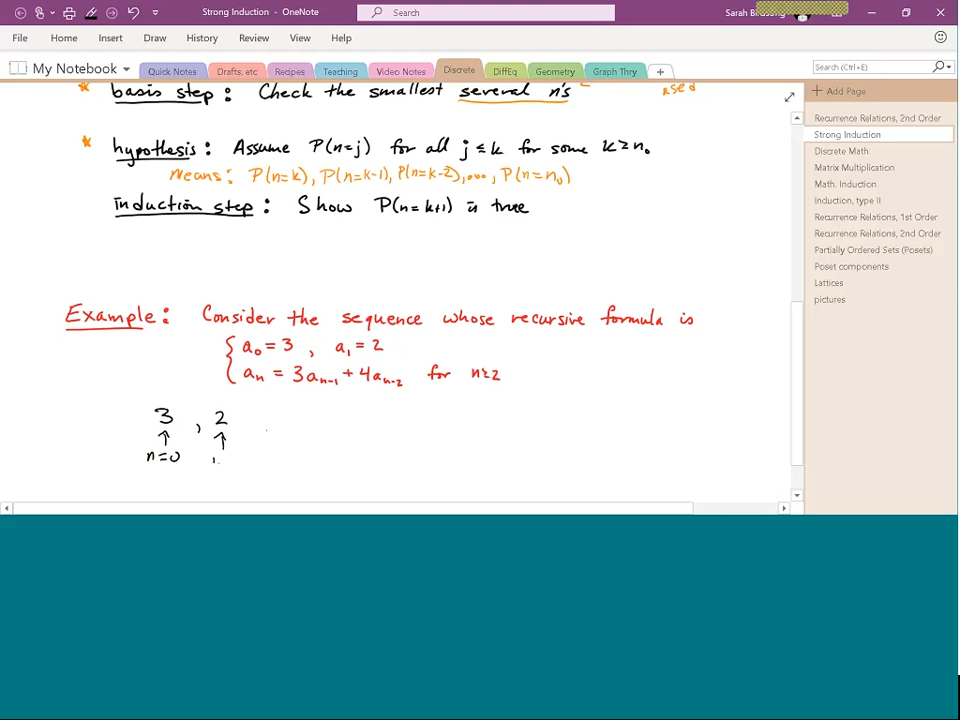 Strong Induction - OneNote
Search
File Home Insert Draw History Review View Help
My Notebook
Quick Notes Drafts, etc Recipes Teaching Video Notes Discrete DiffEq Geometry Graph Thry
Search (Ctrl+E)
Add Page
Recurrence Relations, 2nd Order
Strong Induction
Discrete Math
Matrix Multiplication
Math. Induction
Induction, type II
Recurrence Relations, 1st Order
Recurrence Relations, 2nd Order
Partially Ordered Sets (Posets)
Poset components
Lattices
pictures
* basis step : Check the smallest several n's used
* hypothesis : Assume P(n=j) for all j ≤ k for some k ≥ n₀
Means: P(n=k), P(n=k-1), P(n=k-2), ..., P(n=n₀)
induction step : Show P(n=k+1) is true
Example : Consider the sequence whose recursive formula is
{ a₀ = 3 , a₁ = 2
aₙ = 3aₙ₋₁ + 4aₙ₋₂ for n≥2
3 , 2
↑ ↑
n=0